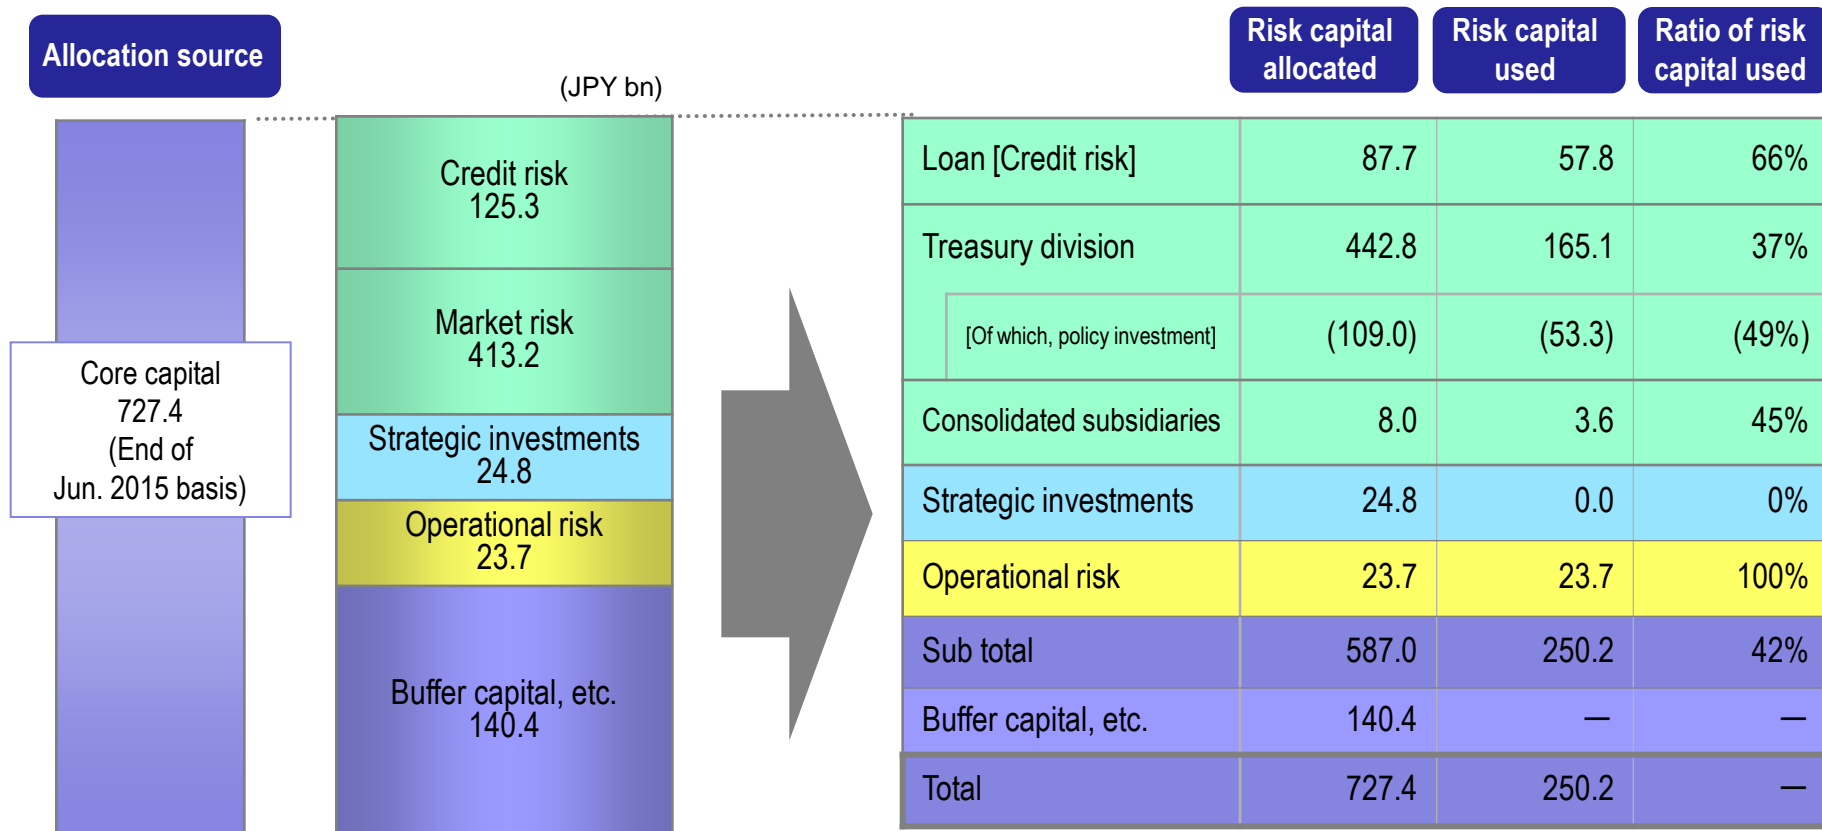 Allocation source
(JPY bn)
Core capital
727.4
(End of
Jun. 2015 basis)
Credit risk
125.3
Market risk
413.2
Strategic investments
24.8
Operational risk
23.7
Buffer capital, etc.
140.4
Risk capital
allocated
Risk capital
used
Ratio of risk
capital used
Loan [Credit risk] 87.7 57.8 66%
Treasury division 442.8 165.1 37%
[Of which, policy investment] (109.0) (53.3) (49%)
Consolidated subsidiaries 8.0 3.6 45%
Strategic investments 24.8 0.0 0%
Operational risk 23.7 23.7 100%
Sub total 587.0 250.2 42%
Buffer capital, etc. 140.4 — —
Total 727.4 250.2 —